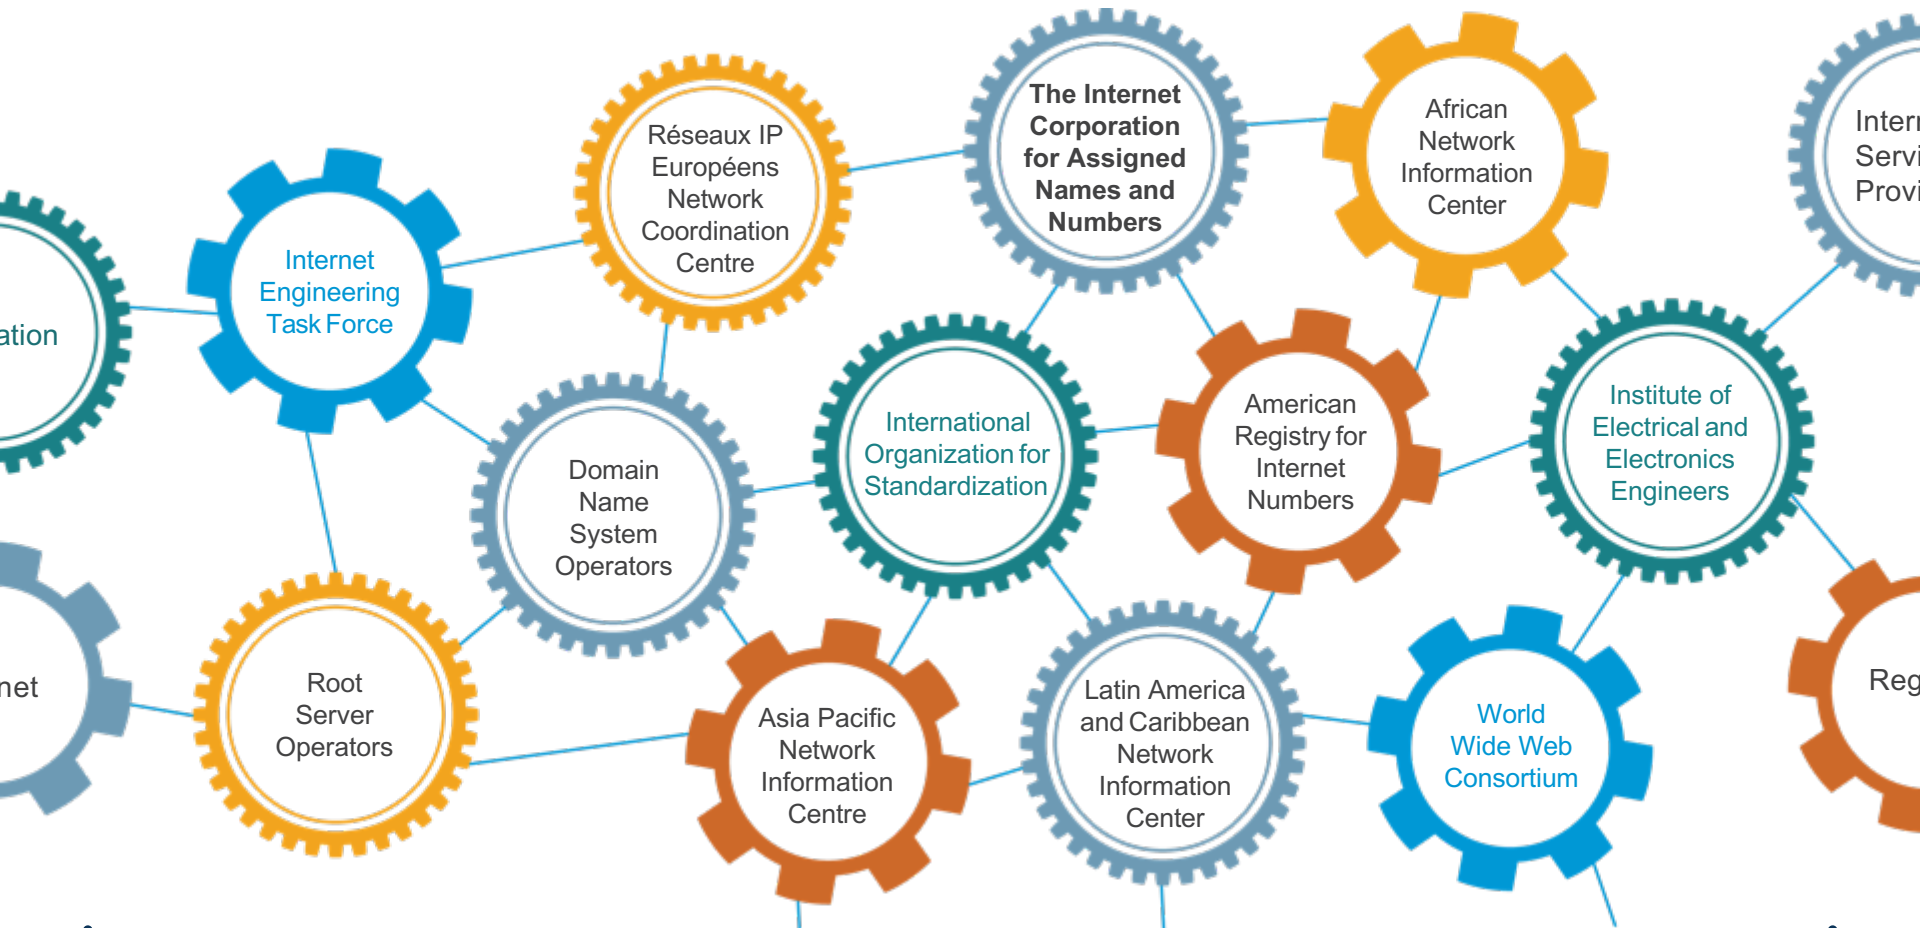 ation
Internet
Engineering
Task Force
Réseaux IP
Européens
Network
Coordination
Centre
The Internet
Corporation
for Assigned
Names and
Numbers
African
Network
Information
Center
Domain
Name
System
Operators
International
Organization for
Standardization
American
Registry for
Internet
Numbers
Institute of
Electrical and
Electronics
Engineers
net
Root
Server
Operators
Asia Pacific
Network
Information
Centre
Latin America
and Caribbean
Network
Information
Center
World
Wide Web
Consortium
Reg